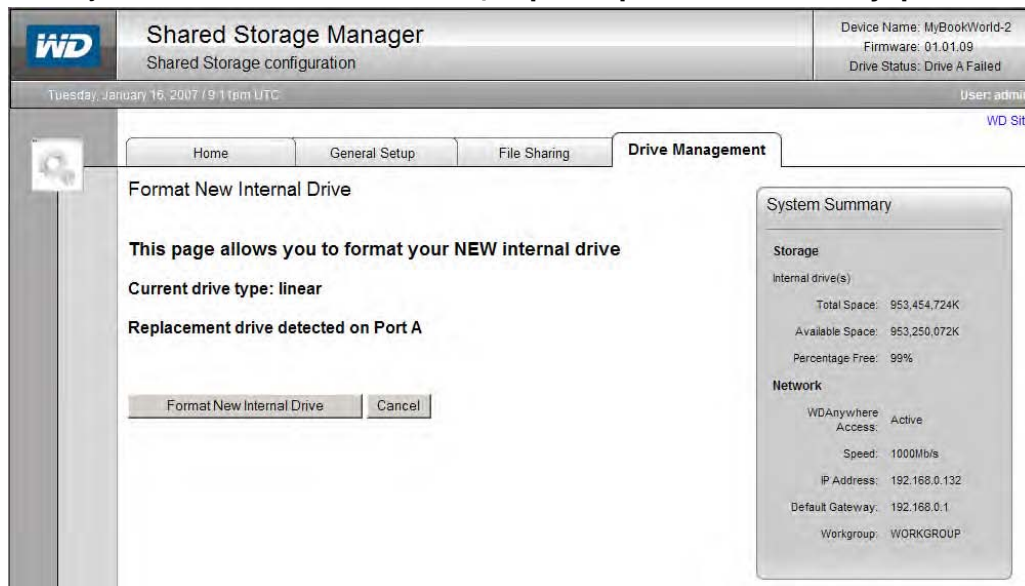 WD
Shared Storage Manager
Shared Storage configuration
Device Name: MyBookWorld-2
Firmware: 01.01.09
Drive Status: Drive A Failed
Tuesday, January 16, 2007 / 9:11pm UTC
User: admin
WD Sit
Home
General Setup
File Sharing
Drive Management
Format New Internal Drive
This page allows you to format your NEW internal drive
Current drive type: linear
Replacement drive detected on Port A
Format New Internal Drive
Cancel
System Summary
Storage
Internal drive(s)
Total Space: 953,454,724K
Available Space: 953,250,072K
Percentage Free: 99%
Network
WDAnywhere Access: Active
Speed: 1000Mb/s
IP Address: 192.168.0.132
Default Gateway: 192.168.0.1
Workgroup: WORKGROUP